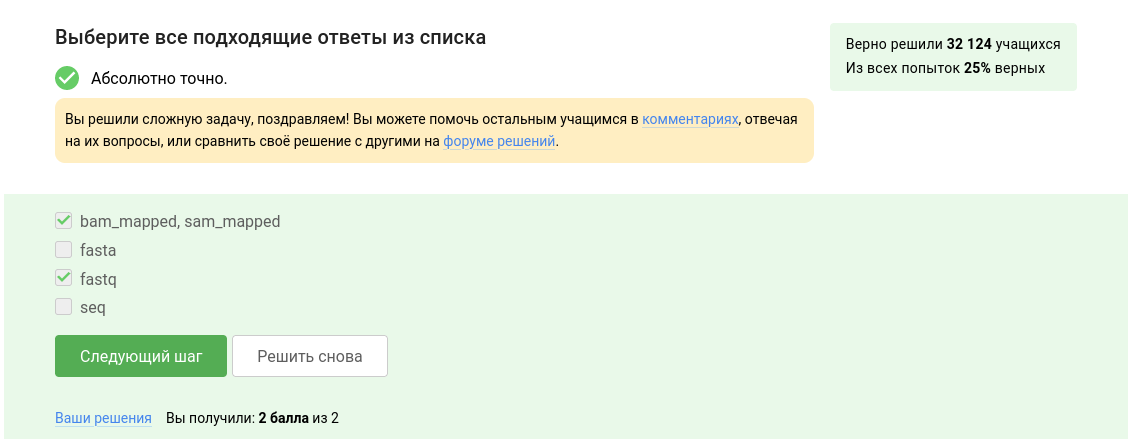 Выберите все подходящие ответы из списка
Верно решили 32 124 учащихся
Из всех попыток 25% верных
Абсолютно точно.
Вы решили сложную задачу, поздравляем! Вы можете помочь остальным учащимся в комментариях, отвечая
на их вопросы, или сравнить своё решение с другими на форуме решений.
bam_mapped, sam_mapped
fasta
fastq
seq
Следующий шаг
Решить снова
Ваши решения Вы получили: 2 балла из 2